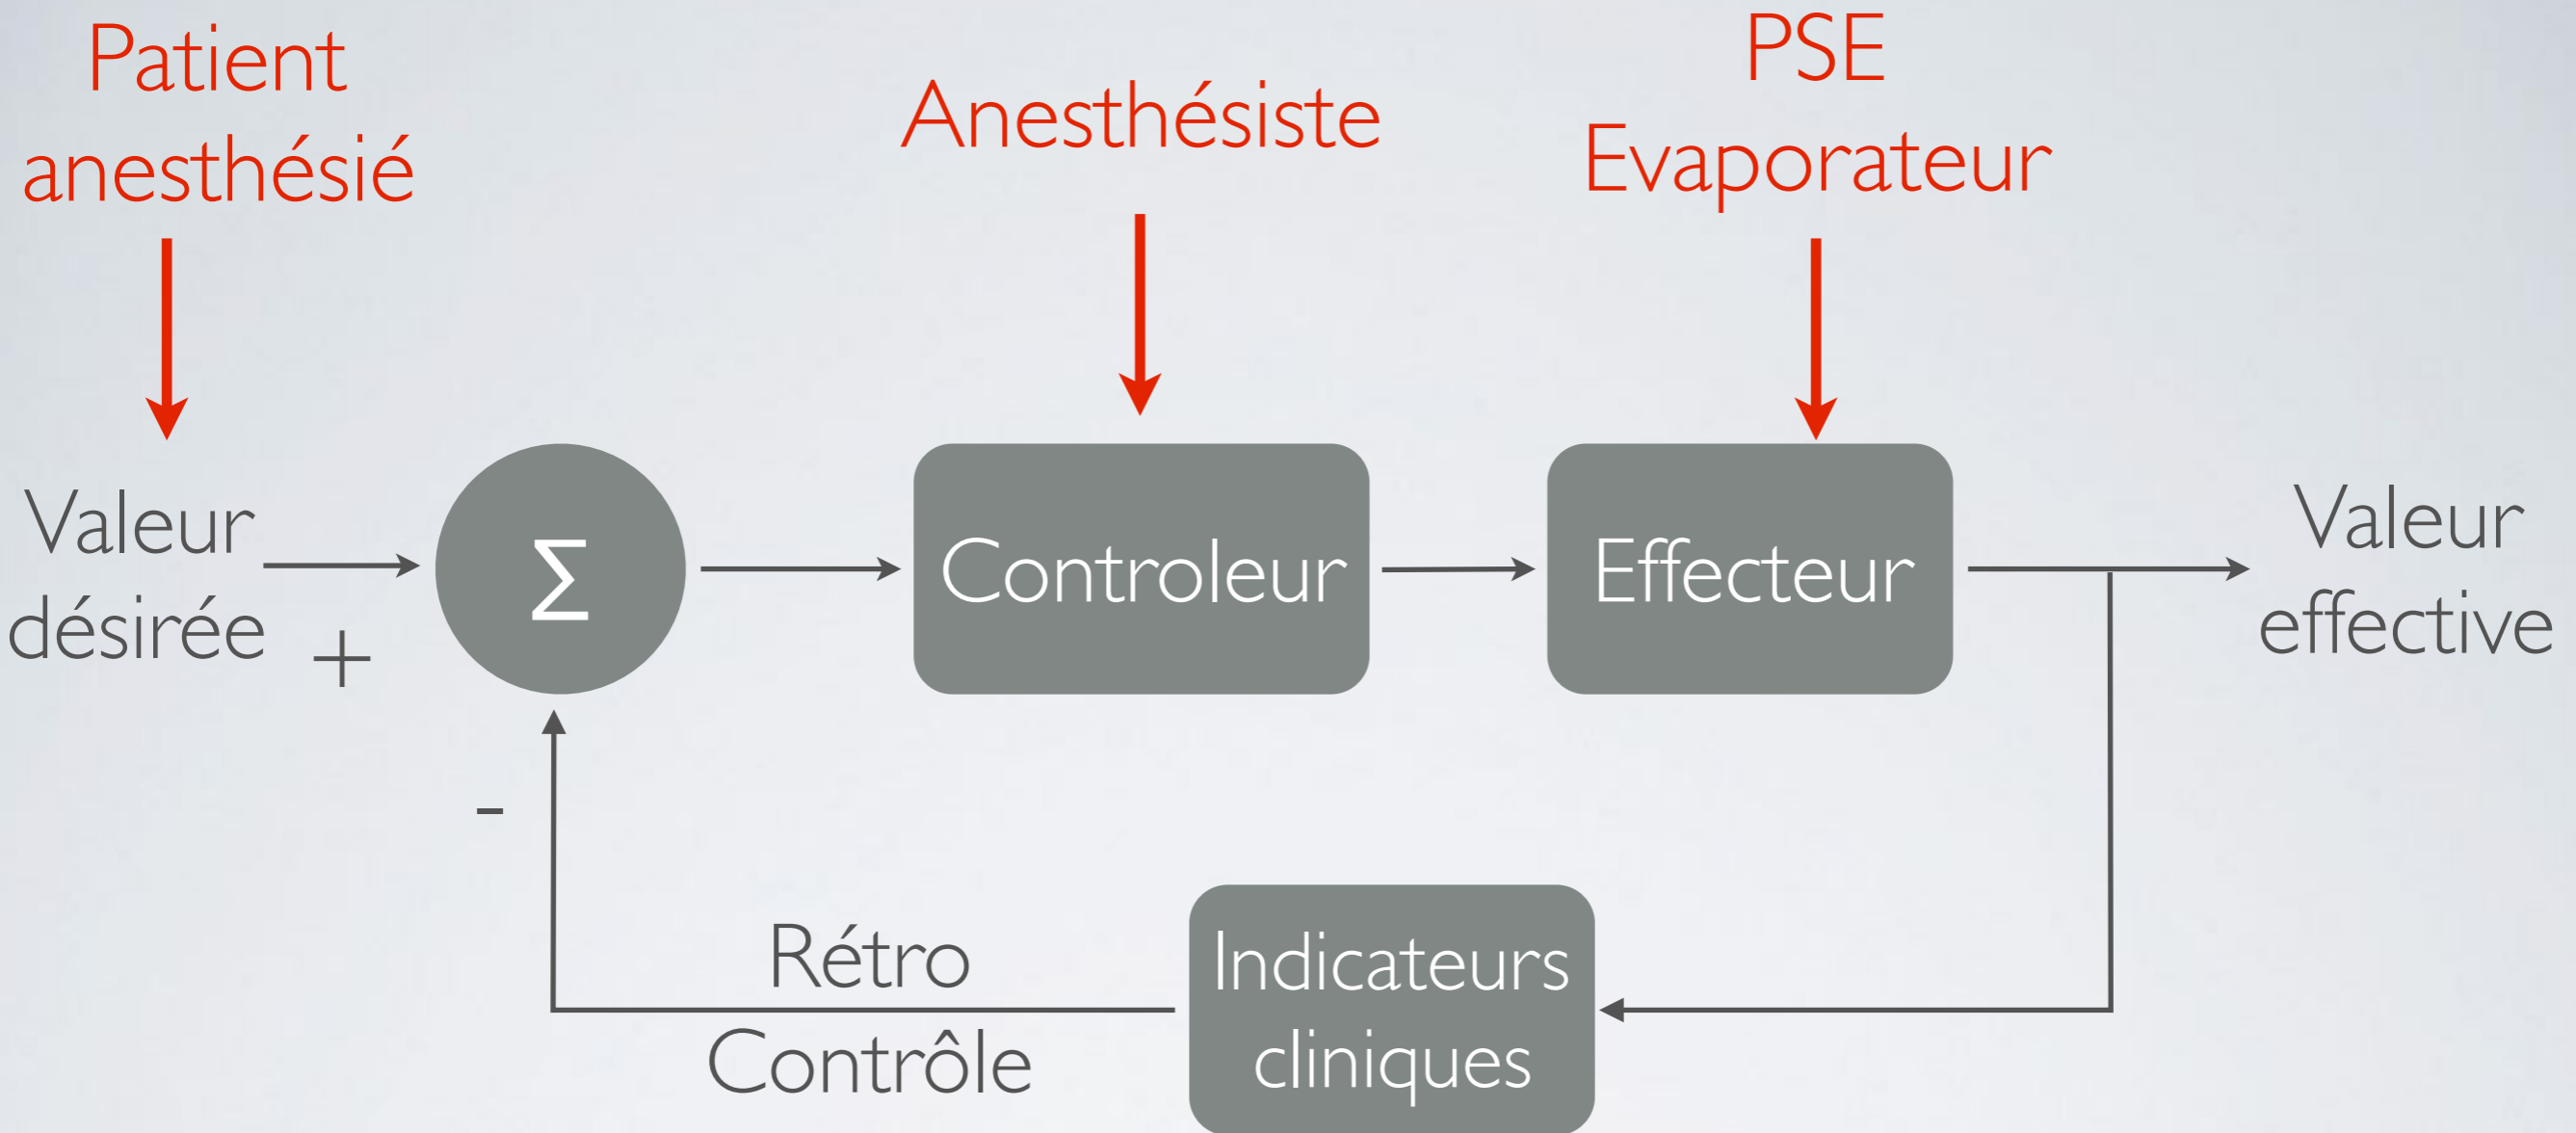 Patient
anesthésié
Anesthésiste
PSE
Evaporateur
Valeur
désirée
+
Σ
Controleur
Effecteur
Valeur
effective
-
Rétro
Contrôle
Indicateurs
cliniques